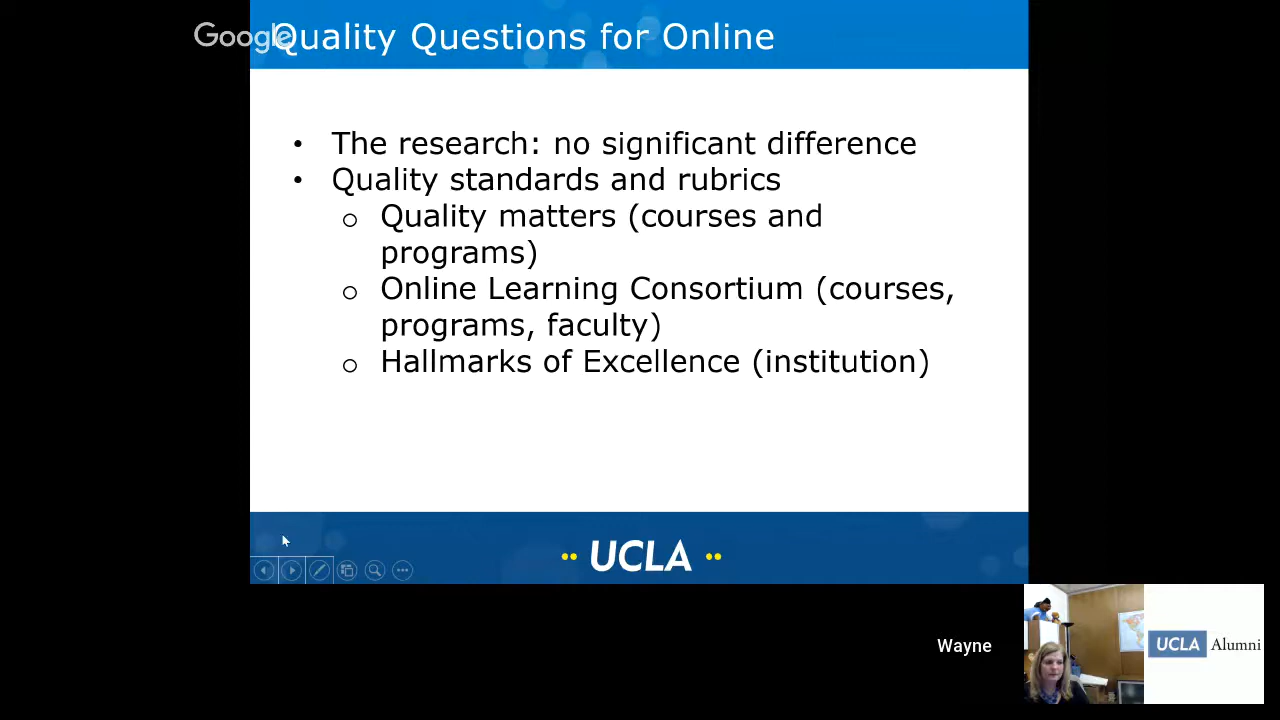 Google
Quality Questions for Online
• The research: no significant difference
• Quality standards and rubrics
o Quality matters (courses and
programs)
o Online Learning Consortium (courses,
programs, faculty)
o Hallmarks of Excellence (institution)
UCLA
Wayne
UCLA Alumni